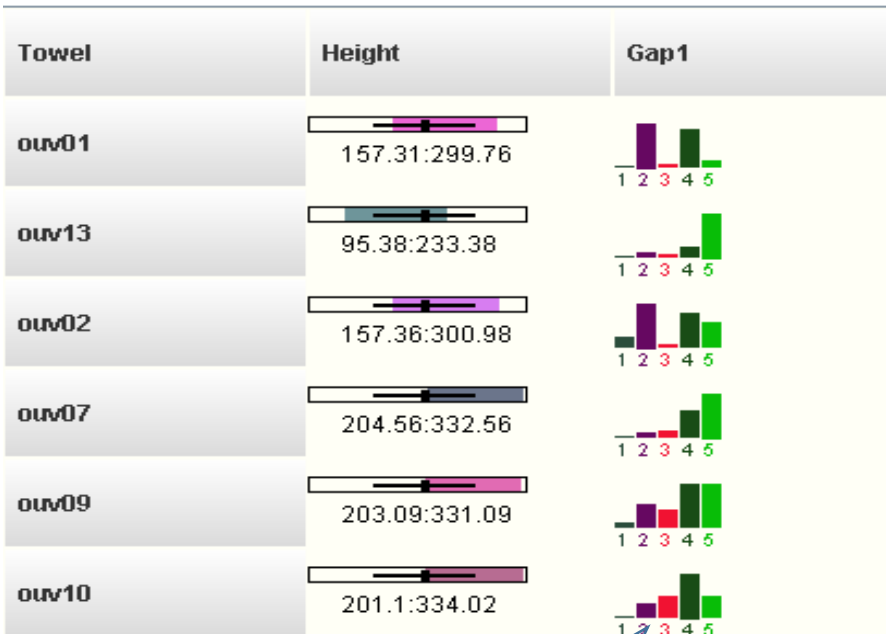 Towel Height Gap1
ouv01
157.31:299.76
1 2 3 4 5
ouv13
95.38:233.38
1 2 3 4 5
ouv02
157.36:300.98
1 2 3 4 5
ouv07
204.56:332.56
1 2 3 4 5
ouv09
203.09:331.09
1 2 3 4 5
ouv10
201.1:334.02
1 2 3 4 5